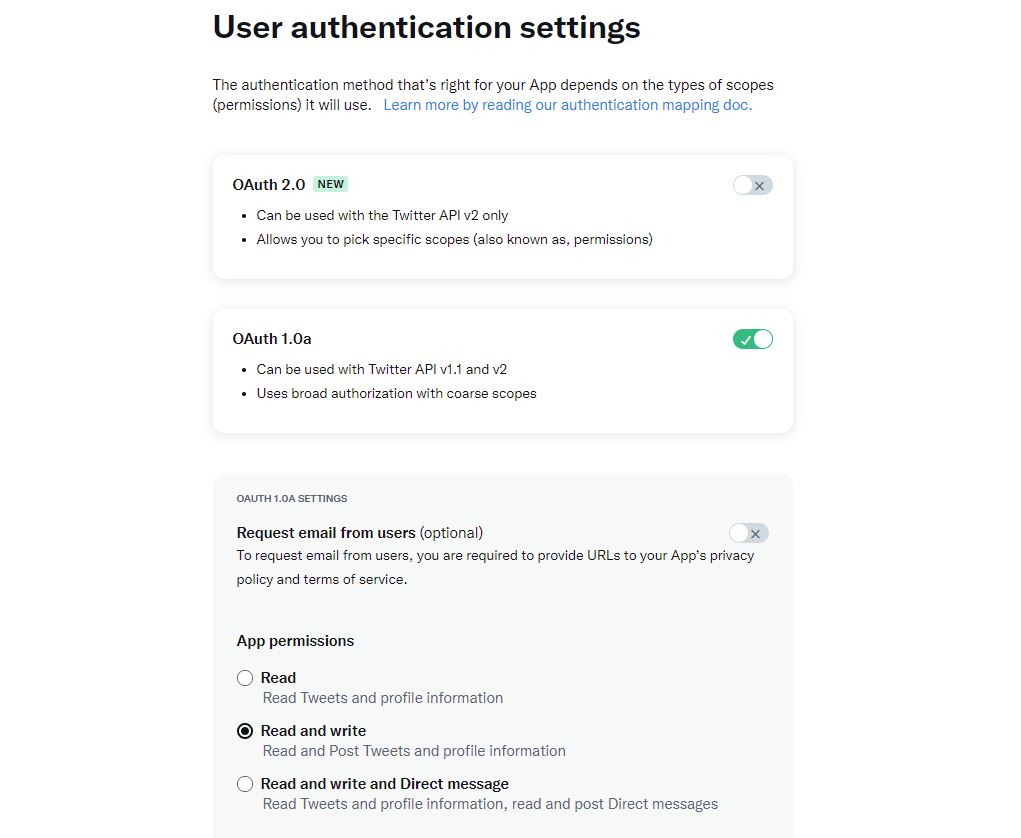 User authentication settings
The authentication method that's right for your App depends on the types of scopes
(permissions) it will use. Learn more by reading our authentication mapping doc.
OAuth 2.0 NEW
• Can be used with the Twitter API v2 only
• Allows you to pick specific scopes (also known as, permissions)
OAuth 1.0a
• Can be used with Twitter API v1.1 and v2
• Uses broad authorization with coarse scopes
OAUTH 1.0A SETTINGS
Request email from users (optional)
To request email from users, you are required to provide URLs to your App's privacy
policy and terms of service.
App permissions
Read
Read Tweets and profile information
Read and write
Read and Post Tweets and profile information
Read and write and Direct message
Read Tweets and profile information, read and post Direct messages